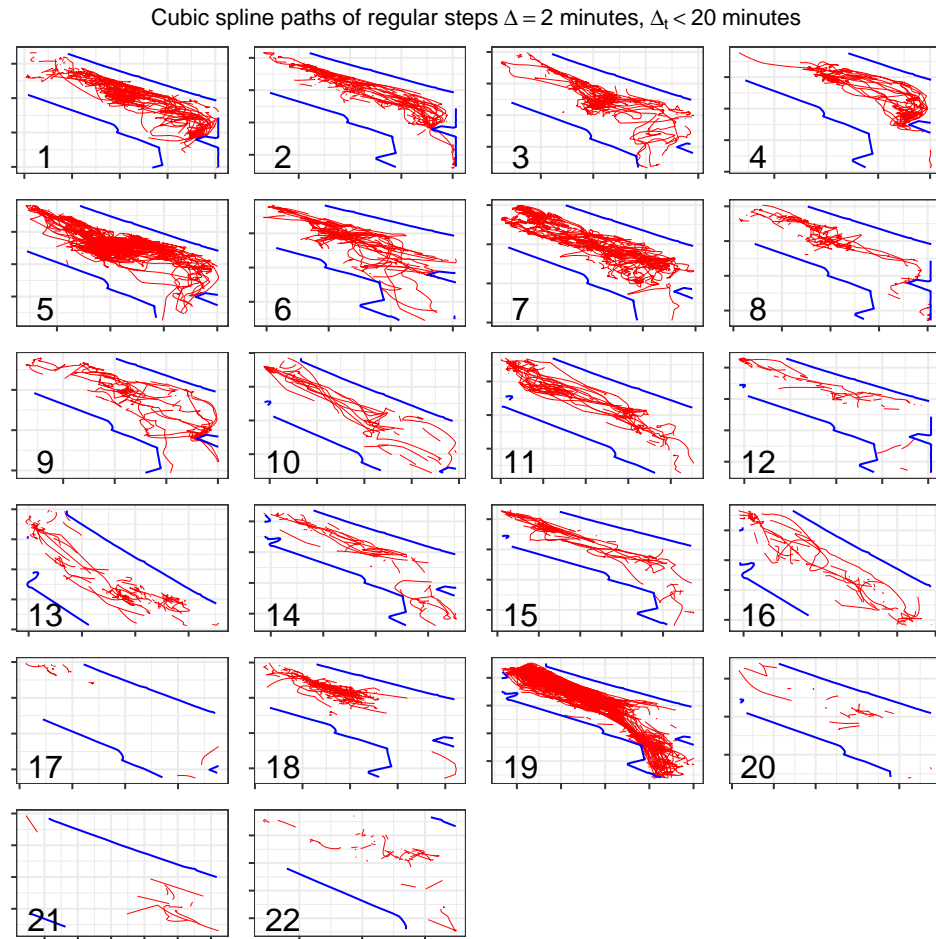 Cubic spline paths of regular steps Δ = 2 minutes, Δt < 20 minutes
1 2 3 4
5 6 7 8
9 10 11 12
13 14 15 16
17 18 19 20
21 22